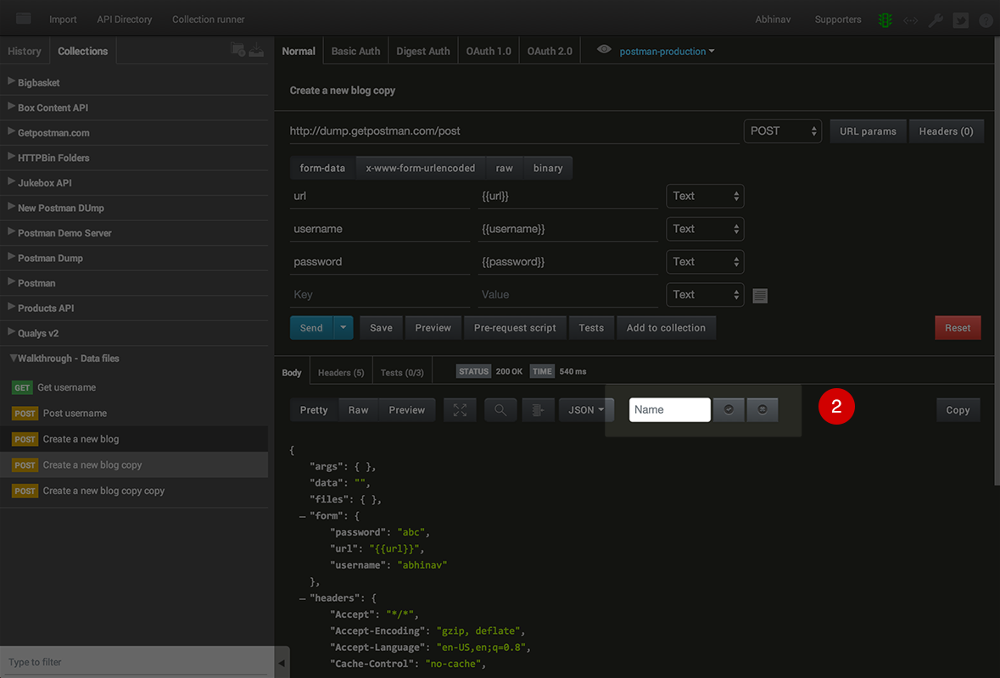 Import API Directory Collection runner Abhinav Supporters
History Collections
Bigbasket
Box Content API
Getpostman.com
HTTPBin Folders
Jukebox API
New Postman DUmp
Postman Demo Server
Postman Dump
Postman
Products API
Qualys v2
Walkthrough - Data files
GET Get username
POST Post username
POST Create a new blog
POST Create a new blog copy
POST Create a new blog copy copy
Type to filter
Normal Basic Auth Digest Auth OAuth 1.0 OAuth 2.0 postman-production
Create a new blog copy
http://dump.getpostman.com/post POST URL params Headers (0)
form-data x-www-form-urlencoded raw binary
url {{url}} Text
username {{username}} Text
password {{password}} Text
Key Value Text
Send Save Preview Pre-request script Tests Add to collection Reset
Body Headers (5) Tests (0/3) STATUS 200 OK TIME 540 ms
Pretty Raw Preview JSON Name 2 Copy
{
"args": { },
"data": "",
"files": { },
– "form": {
"password": "abc",
"url": "{{url}}",
"username": "abhinav"
},
– "headers": {
"Accept": "*/*",
"Accept-Encoding": "gzip, deflate",
"Accept-Language": "en-US,en;q=0.8",
"Cache-Control": "no-cache",